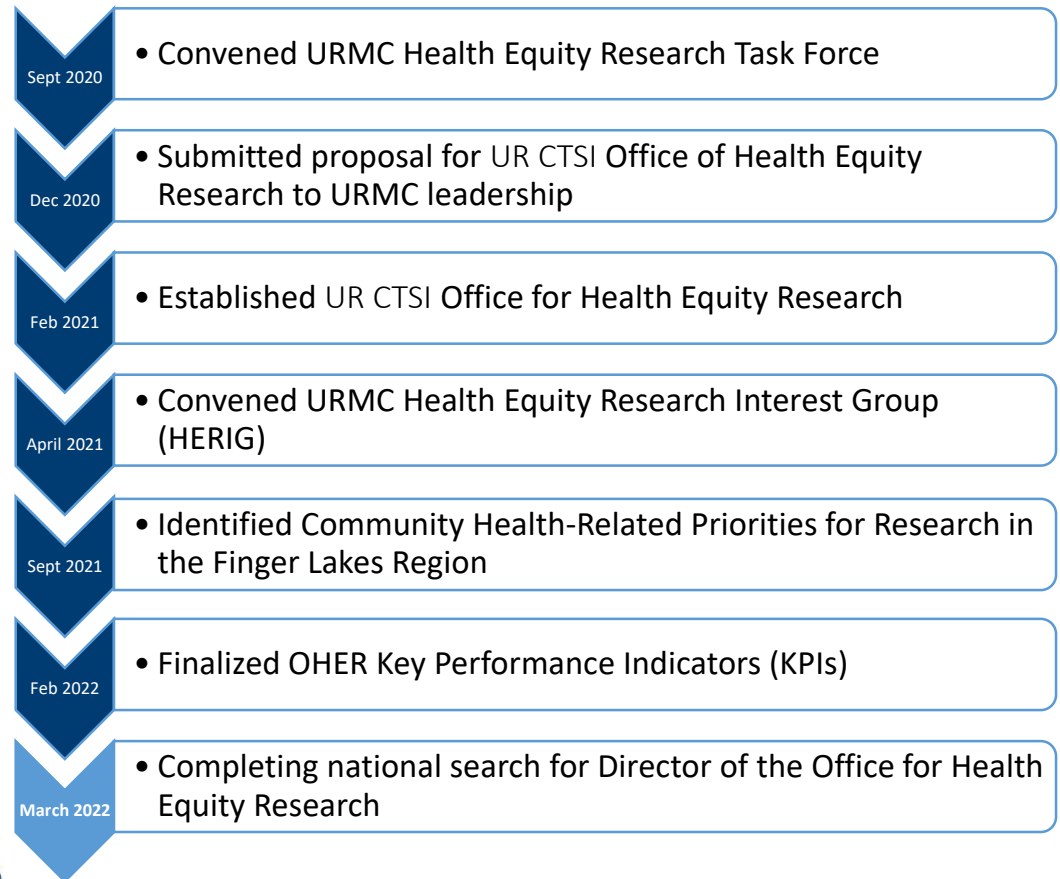 Sept 2020
• Convened URMC Health Equity Research Task Force
Dec 2020
• Submitted proposal for UR CTSI Office of Health Equity
Research to URMC leadership
Feb 2021
• Established UR CTSI Office for Health Equity Research
April 2021
• Convened URMC Health Equity Research Interest Group
(HERIG)
Sept 2021
• Identified Community Health-Related Priorities for Research in
the Finger Lakes Region
Feb 2022
• Finalized OHER Key Performance Indicators (KPIs)
March 2022
• Completing national search for Director of the Office for Health
Equity Research